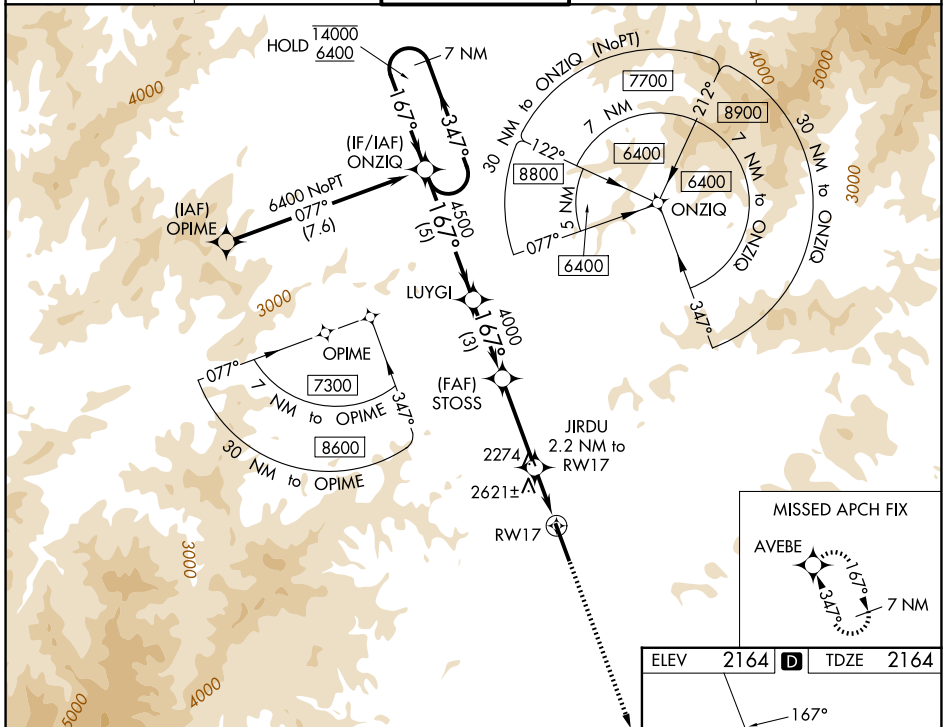 HOLD
14000
6400
7 NM
167°
347°
(IF/IAF)
ONZIQ
6400 NoPT
077°
(7.6)
(IAF)
OPIME
4500
167°
(5)
LUYGI
4000
167°
(3)
(FAF)
STOSS
JIRDU
2.2 NM to
RW17
2274
2621±
RW17
4000
3000
3000
4000
5000
4000
5000
3000
30 NM to ONZIQ (NoPT)
7700
212°
8900
7 NM
122°
6400
8800
6400
7 NM to ONZIQ
30 NM to ONZIQ
ONZIQ
5 NM
077°
6400
347°
OPIME
077°
7300
7 NM to OPIME
347°
8600
30 NM to OPIME
MISSED APCH FIX
AVEBE
167°
347°
7 NM
ELEV 2164 D TDZE 2164
167°